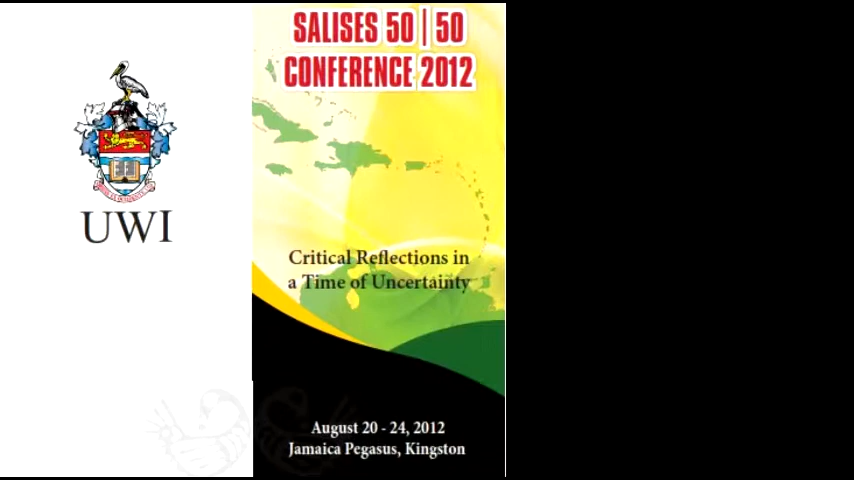 SALISES 50 | 50
CONFERENCE 2012
UWI
Critical Reflections in
a Time of Uncertainty
August 20 - 24, 2012
Jamaica Pegasus, Kingston